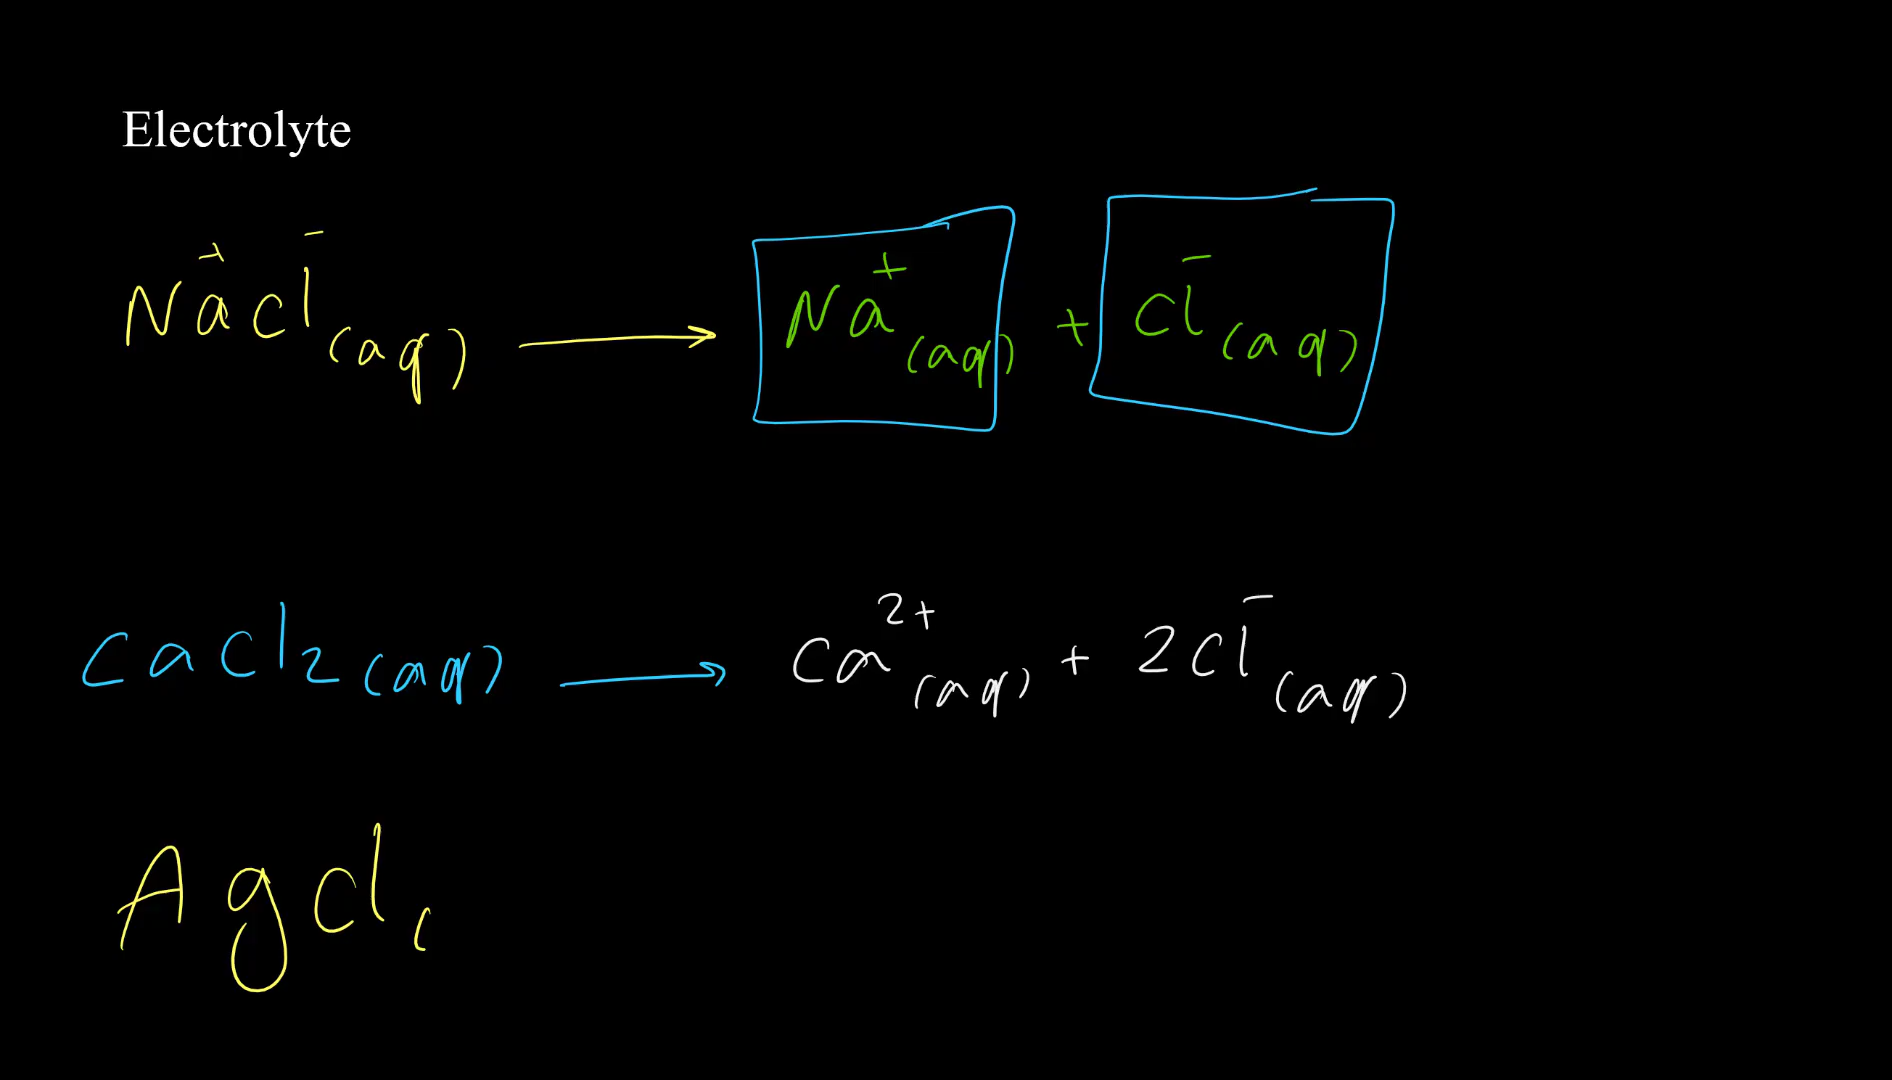 Electrolyte
Na⁺Cl⁻(aq) → Na⁺(aq) + Cl⁻(aq)
CaCl₂(aq) → Ca²⁺(aq) + 2Cl⁻(aq)
AgCl(